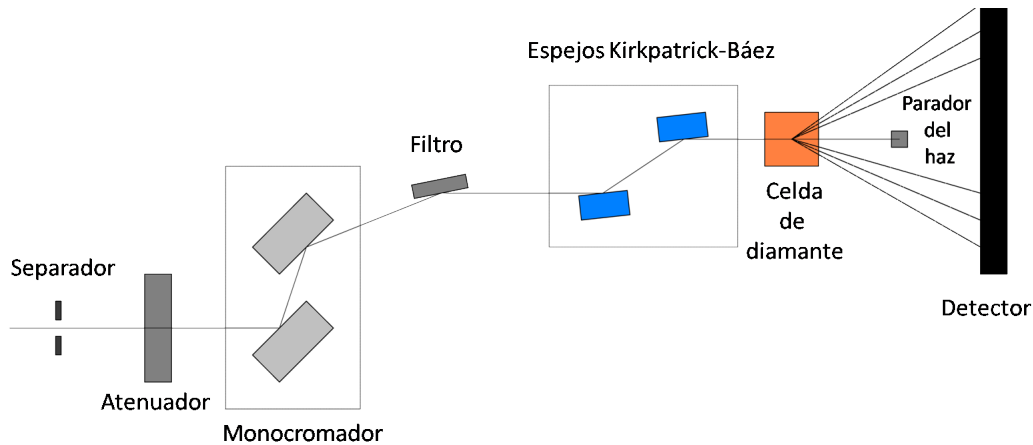 Espejos Kirkpatrick-Báez
Parador
del
haz
Filtro
Celda
de
diamante
Separador
Detector
Atenuador
Monocromador